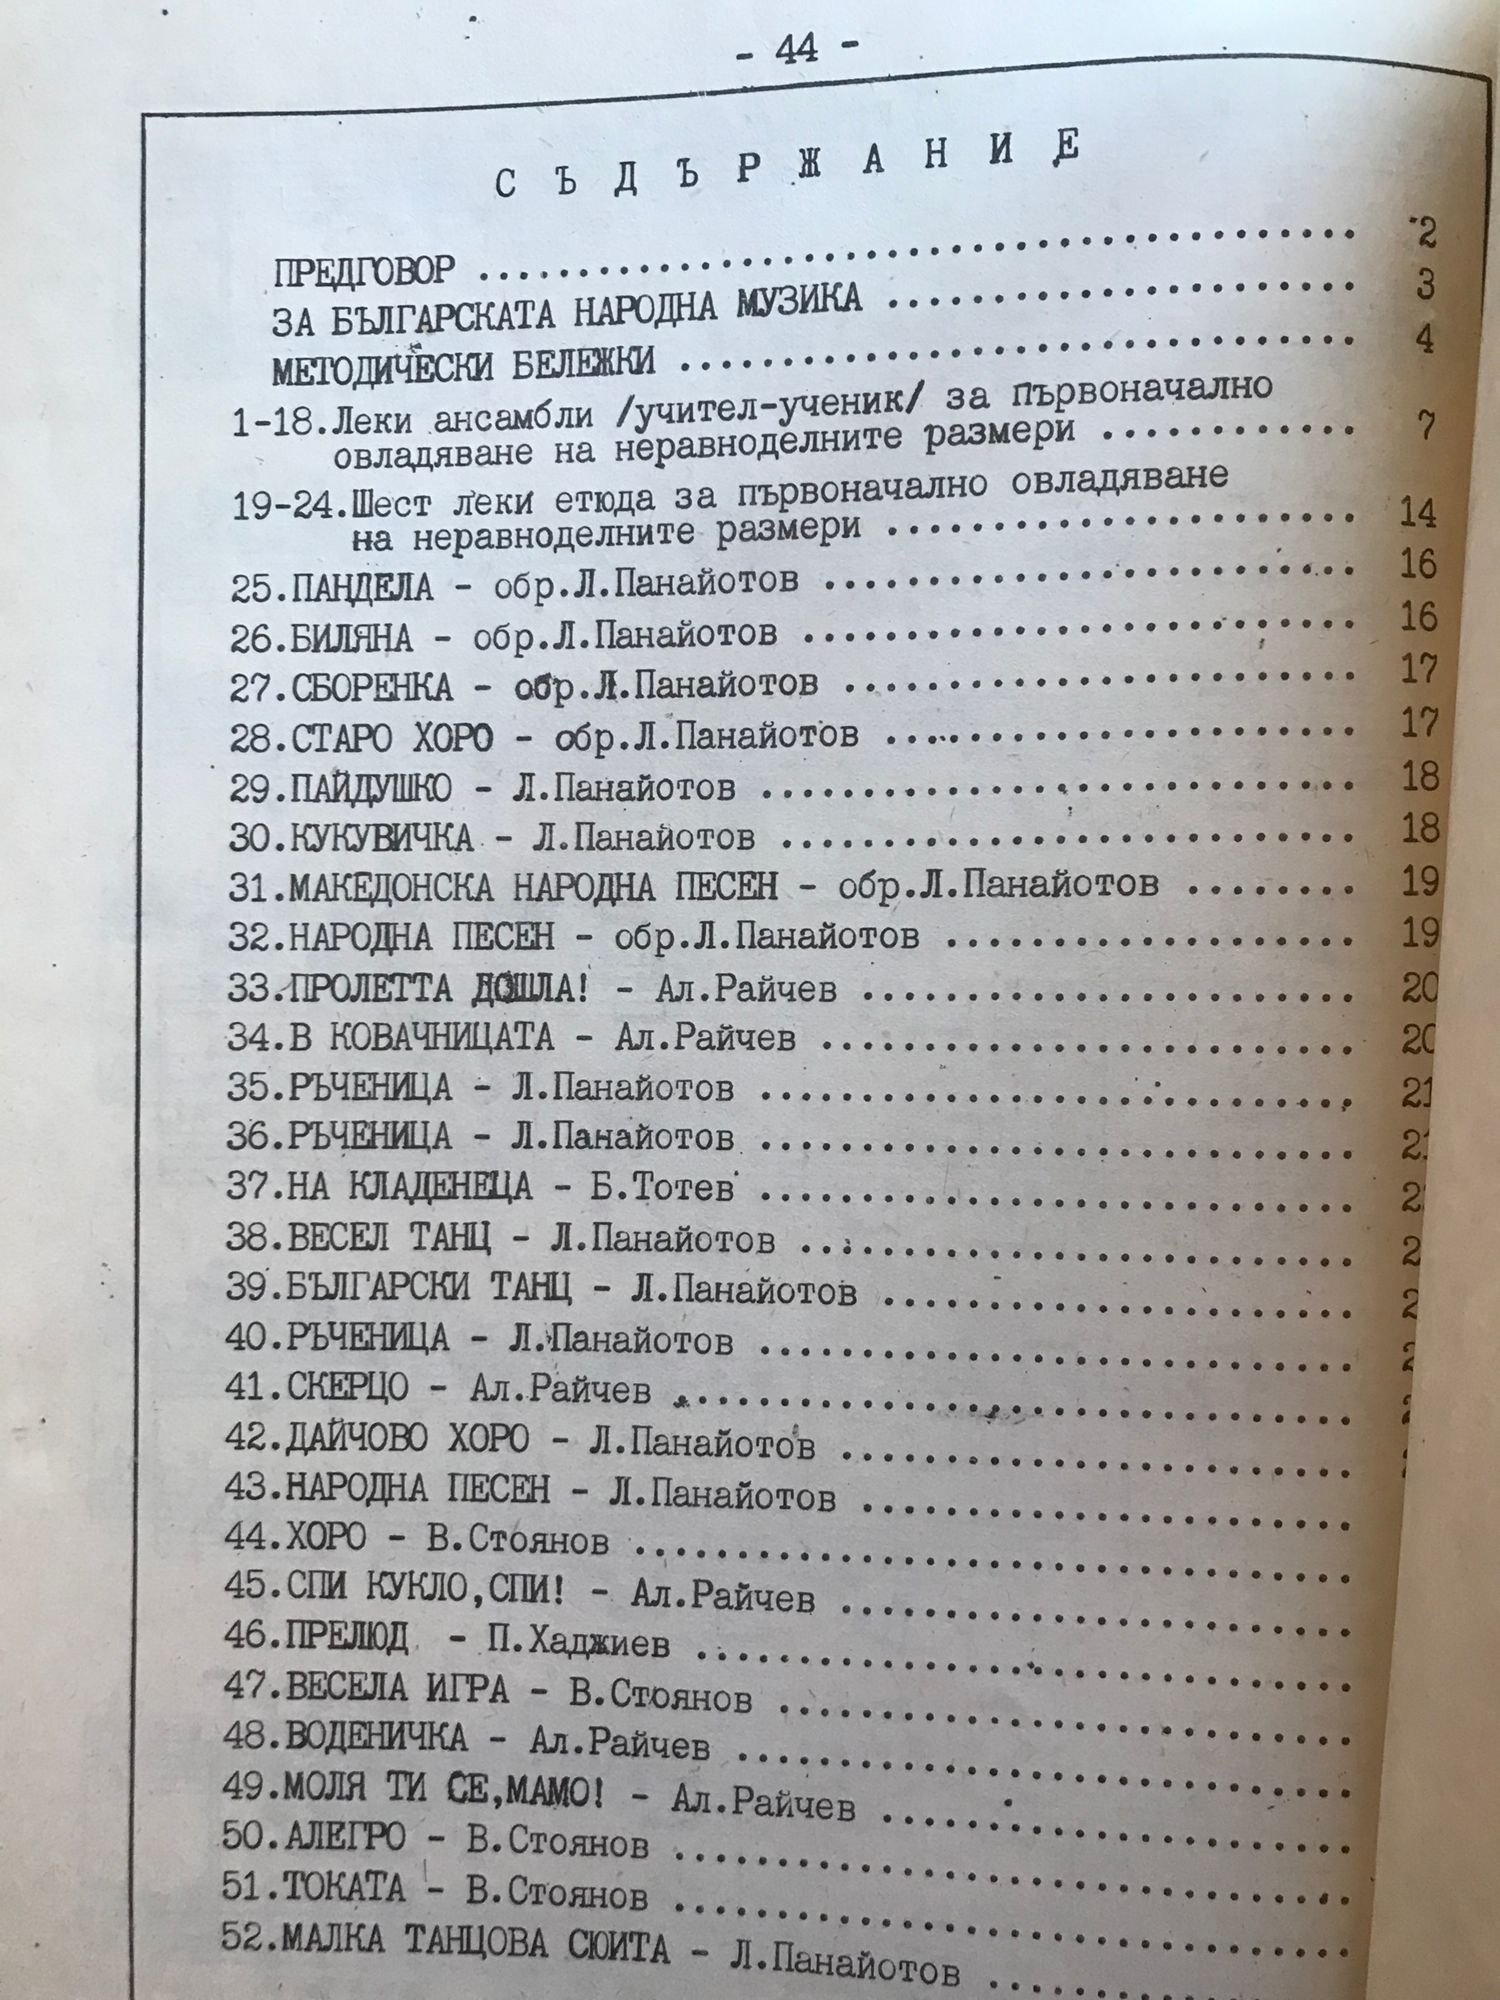 - 44 -
СЪДЪРЖАНИЕ
ПРЕДГОВОР 2
ЗА БЪЛГАРСКАТА НАРОДНА МУЗИКА 3
МЕТОДИЧЕСКИ БЕЛЕЖКИ 4
1-18.Леки ансамбли /учител-ученик/ за първоначално
овладяване на неравноделните размери 7
19-24.Шест леки етюда за първоначално овладяване
на неравноделните размери 14
25.ПАНДЕЛА - обр.Л.Панайотов 16
26.БИЛЯНА - обр.Л.Панайотов 16
27.СБОРЕНКА - обр.Л.Панайотов 17
28.СТАРО ХОРО - обр.Л.Панайотов 17
29.ПАЙДУШКО - Л.Панайотов 18
30.КУКУВИЧКА - Л.Панайотов 18
31.МАКЕДОНСКА НАРОДНА ПЕСЕН - обр.Л.Панайотов 19
32.НАРОДНА ПЕСЕН - обр.Л.Панайотов 19
33.ПРОЛЕТТА ДОШЛА! - Ал.Райчев 20
34.В КОВАЧНИЦАТА - Ал.Райчев 20
35.РЪЧЕНИЦА - Л.Панайотов 21
36.РЪЧЕНИЦА - Л.Панайотов 21
37.НА КЛАДЕНЕЦА - Б.Тотев
38.ВЕСЕЛ ТАНЦ - Л.Панайотов
39.БЪЛГАРСКИ ТАНЦ - Л.Панайотов
40.РЪЧЕНИЦА - Л.Панайотов
41.СКЕРЦО - Ал.Райчев
42.ДАЙЧОВО ХОРО - Л.Панайотов
43.НАРОДНА ПЕСЕН - Л.Панайотов
44.ХОРО - В.Стоянов
45.СПИ КУКЛО,СПИ! - Ал.Райчев
46.ПРЕЛЮД - П.Хаджиев
47.ВЕСЕЛА ИГРА - В.Стоянов
48.ВОДЕНИЧКА - Ал.Райчев
49.МОЛЯ ТИ СЕ,МАМО! - Ал.Райчев
50.АЛЕГРО - В.Стоянов
51.ТОКАТА - В.Стоянов
52.МАЛКА ТАНЦОВА СЮИТА - Л.Панайотов